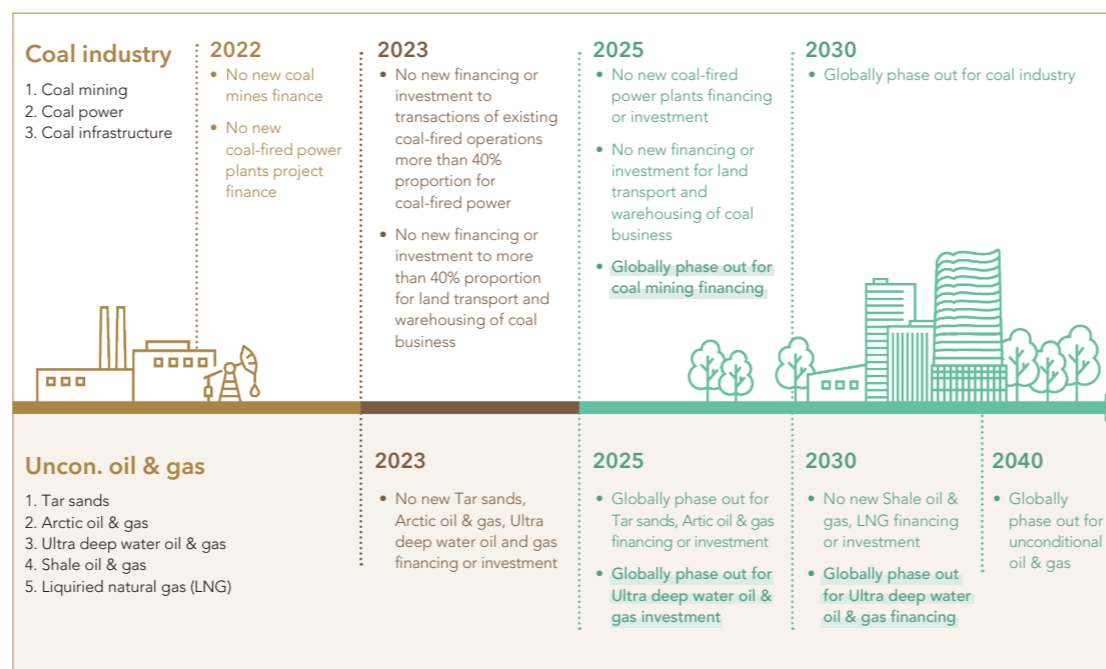 Coal industry
1. Coal mining
2. Coal power
3. Coal infrastructure
2022
• No new coal
mines finance
• No new
coal-fired power
plants project
finance
2023
• No new financing or
investment to
transactions of existing
coal-fired operations
more than 40%
proportion for
coal-fired power
• No new financing or
investment to more
than 40% proportion
for land transport and
warehousing of coal
business
2025
• No new coal-fired
power plants financing
or investment
• No new financing or
investment for land
transport and
warehousing of coal
business
• Globally phase out for
coal mining financing
2030
• Globally phase out for coal industry
Uncon. oil & gas
1. Tar sands
2. Arctic oil & gas
3. Ultra deep water oil & gas
4. Shale oil & gas
5. Liquiried natural gas (LNG)
2023
• No new Tar sands,
Arctic oil & gas, Ultra
deep water oil and gas
financing or investment
2025
• Globally phase out for
Tar sands, Artic oil & gas
financing or investment
• Globally phase out for
Ultra deep water oil &
gas investment
2030
• No new Shale oil &
gas, LNG financing
or investment
• Globally phase out
for Ultra deep water
oil & gas financing
2040
• Globally
phase out for
unconditional
oil & gas